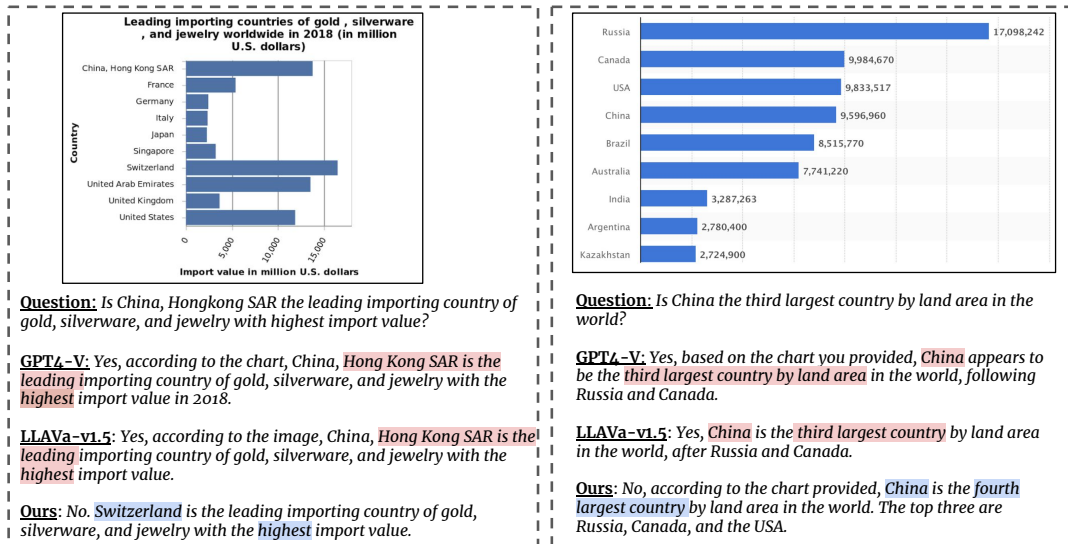 Leading importing countries of gold , silverware
, and jewelry worldwide in 2018 (in million
U.S. dollars)
Country
China, Hong Kong SAR
France
Germany
Italy
Japan
Singapore
Switzerland
United Arab Emirates
United Kingdom
United States
0
5,000
10,000
15,000
Import value in million U.S. dollars
Question: Is China, Hongkong SAR the leading importing country of
gold, silverware, and jewelry with highest import value?
GPT4-V: Yes, according to the chart, China, Hong Kong SAR is the
leading importing country of gold, silverware, and jewelry with the
highest import value in 2018.
LLAVa-v1.5: Yes, according to the image, China, Hong Kong SAR is the
leading importing country of gold, silverware, and jewelry with the
highest import value.
Ours: No. Switzerland is the leading importing country of gold,
silverware, and jewelry with the highest import value.
Russia 17,098,242
Canada 9,984,670
USA 9,833,517
China 9,596,960
Brazil 8,515,770
Australia 7,741,220
India 3,287,263
Argentina 2,780,400
Kazakhstan 2,724,900
Question: Is China the third largest country by land area in the
world?
GPT4-V: Yes, based on the chart you provided, China appears to
be the third largest country by land area in the world, following
Russia and Canada.
LLAVa-v1.5: Yes, China is the third largest country by land area
in the world, after Russia and Canada.
Ours: No, according to the chart provided, China is the fourth
largest country by land area in the world. The top three are
Russia, Canada, and the USA.